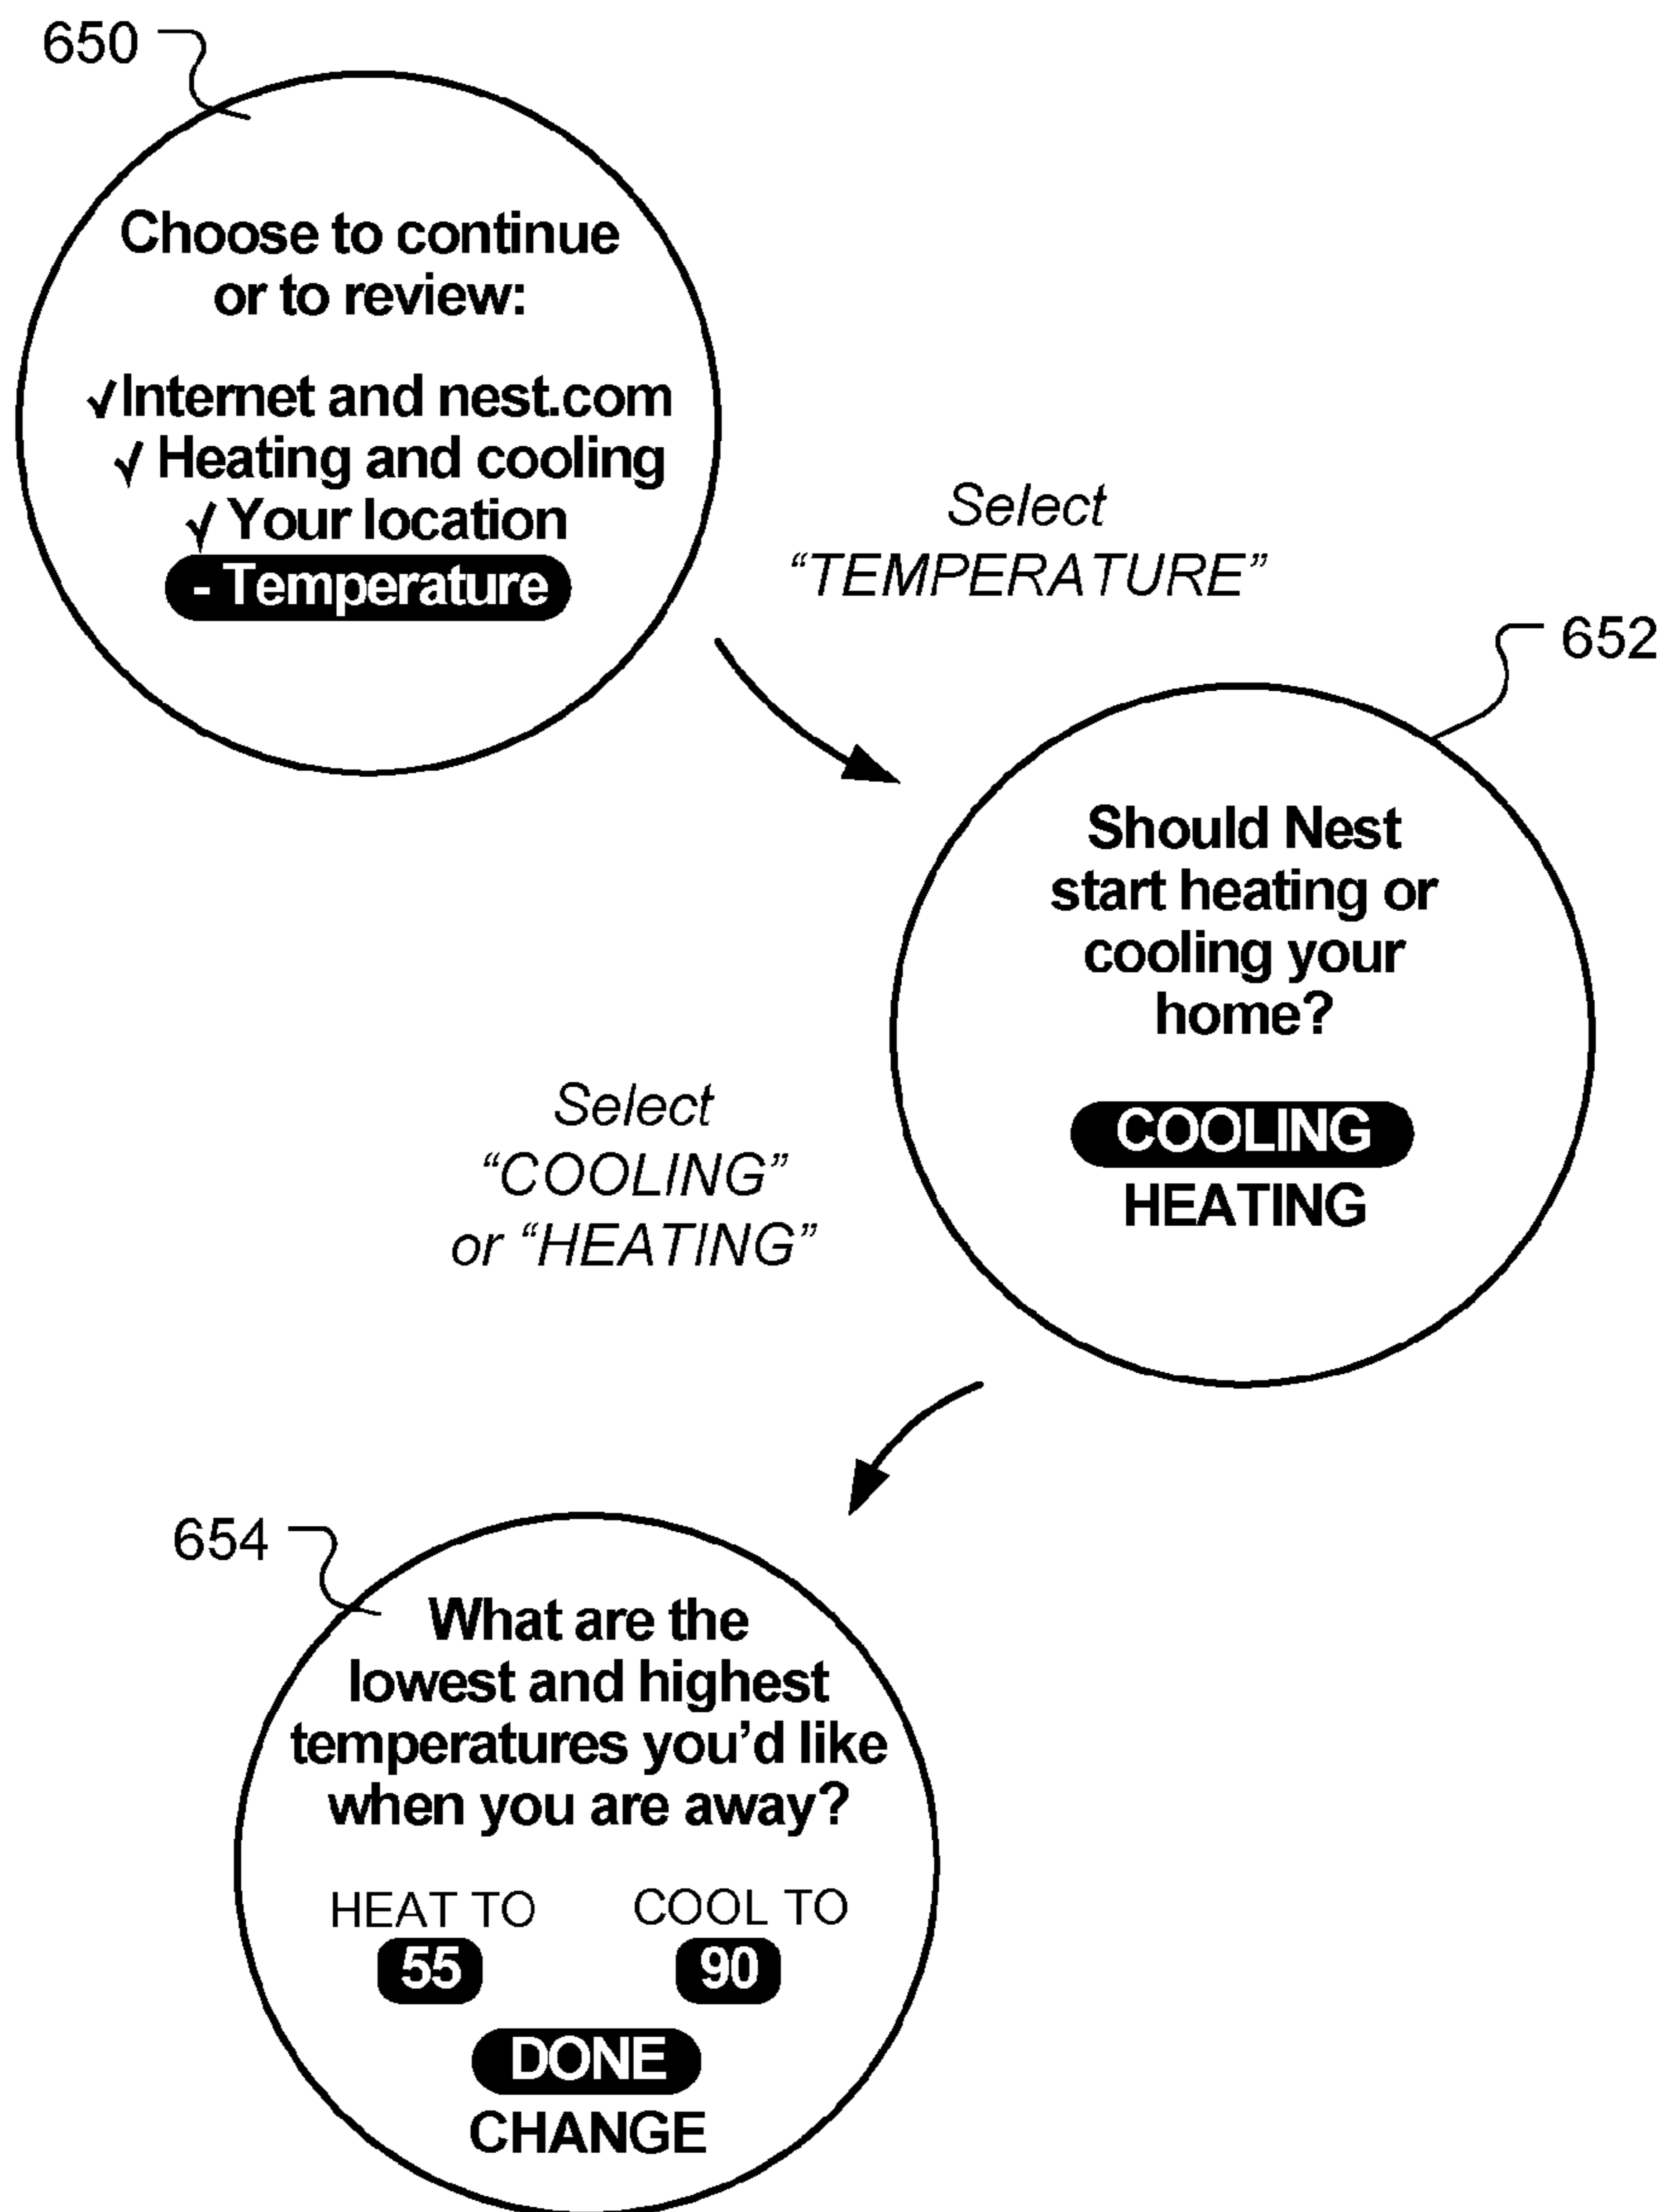 650
Choose to continue
or to review:
√Internet and nest.com
√ Heating and cooling
√ Your location
- Temperature
Select
“TEMPERATURE”
652
Should Nest
start heating or
cooling your
home?
COOLING
HEATING
Select
“COOLING”
or “HEATING”
654
What are the
lowest and highest
temperatures you’d like
when you are away?
HEAT TO COOL TO
55 90
DONE
CHANGE